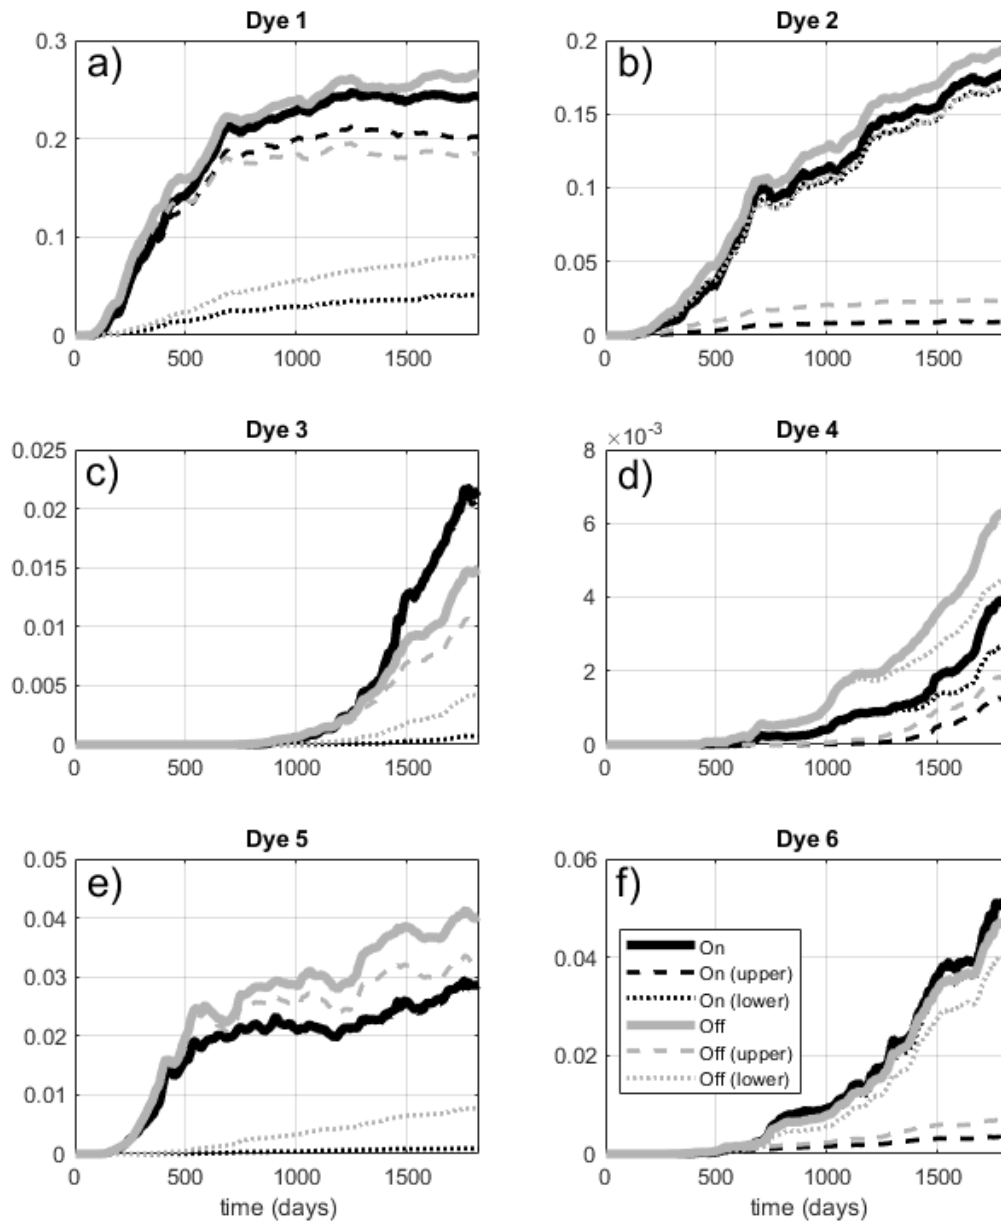 Dye 1
a)
0.3
0.2
0.1
0
0 500 1000 1500
Dye 2
b)
0.2
0.15
0.1
0.05
0
0 500 1000 1500
Dye 3
c)
0.025
0.02
0.015
0.01
0.005
0
0 500 1000 1500
Dye 4
×10⁻³
d)
8
6
4
2
0
0 500 1000 1500
Dye 5
e)
0.05
0.04
0.03
0.02
0.01
0
0 500 1000 1500
time (days)
Dye 6
f)
0.06
0.04
0.02
0
On
On (upper)
On (lower)
Off
Off (upper)
Off (lower)
0 500 1000 1500
time (days)